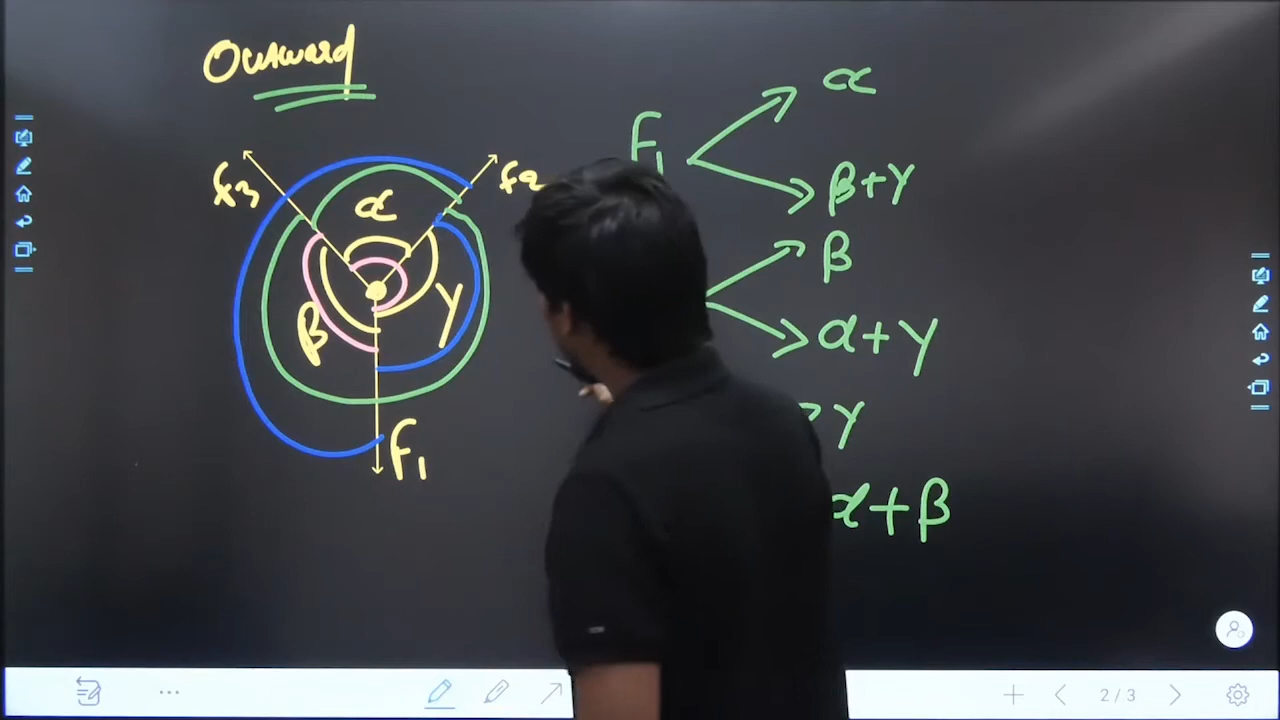 Outward
F₁
α
β+γ
f3
f2
α
β
β
γ
α+γ
γ
F₁
α+β
2/3